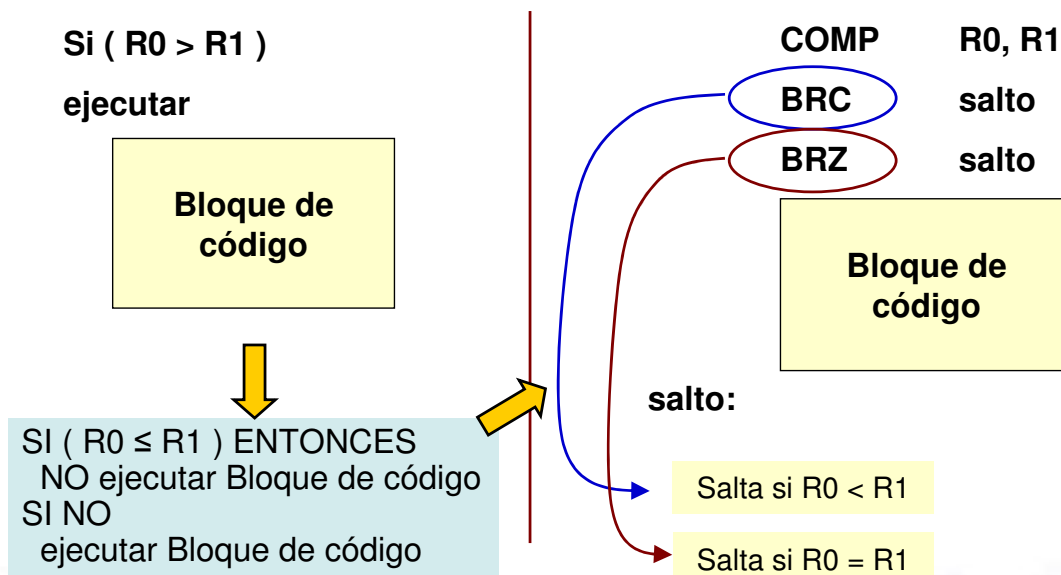 Si ( R0 > R1 )
ejecutar
Bloque de
código
SI ( R0 ≤ R1 ) ENTONCES
NO ejecutar Bloque de código
SI NO
ejecutar Bloque de código
COMP R0, R1
BRC salto
BRZ salto
Bloque de
código
salto:
Salta si R0 < R1
Salta si R0 = R1